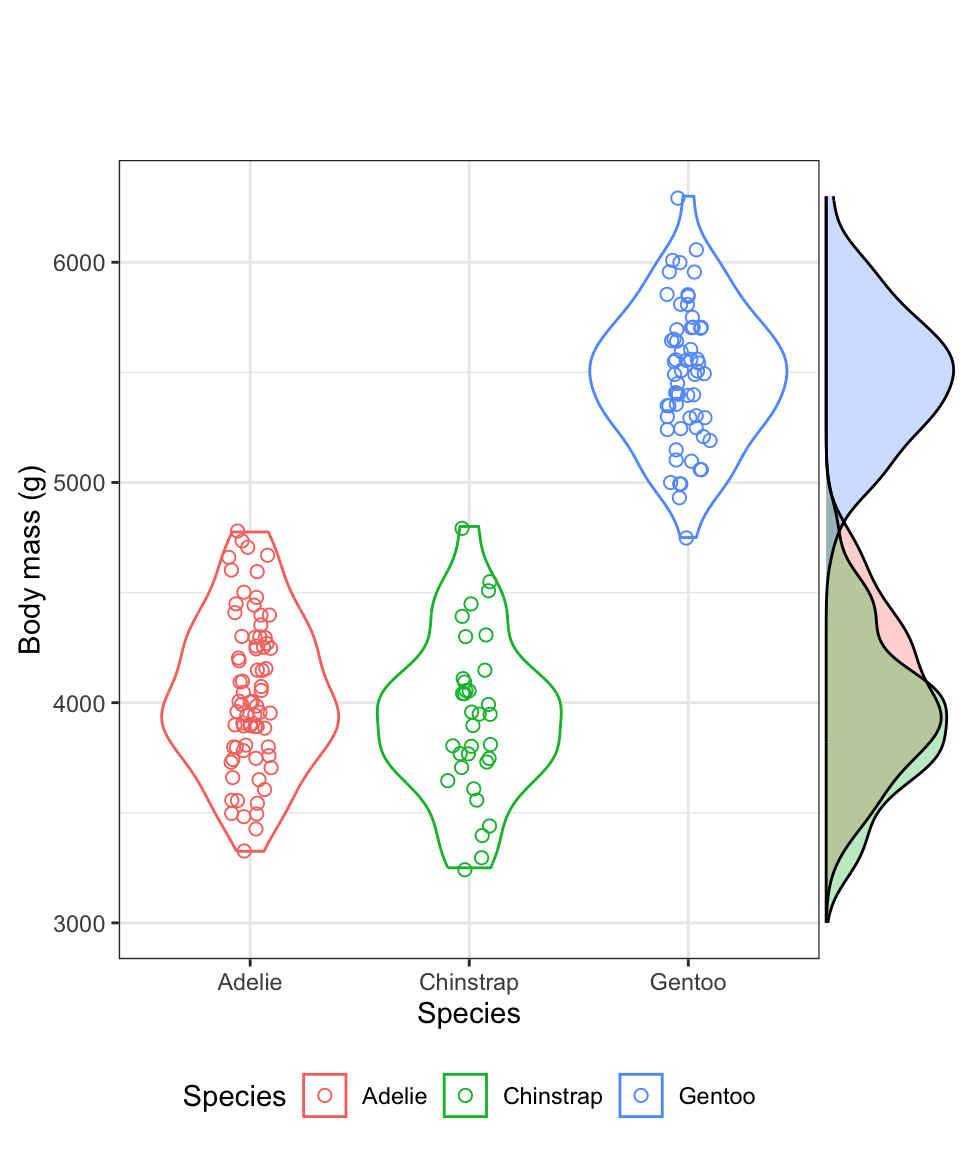 6000
5000
4000
3000
Body mass (g)
Adelie Chinstrap Gentoo
Species
Species Adelie Chinstrap Gentoo